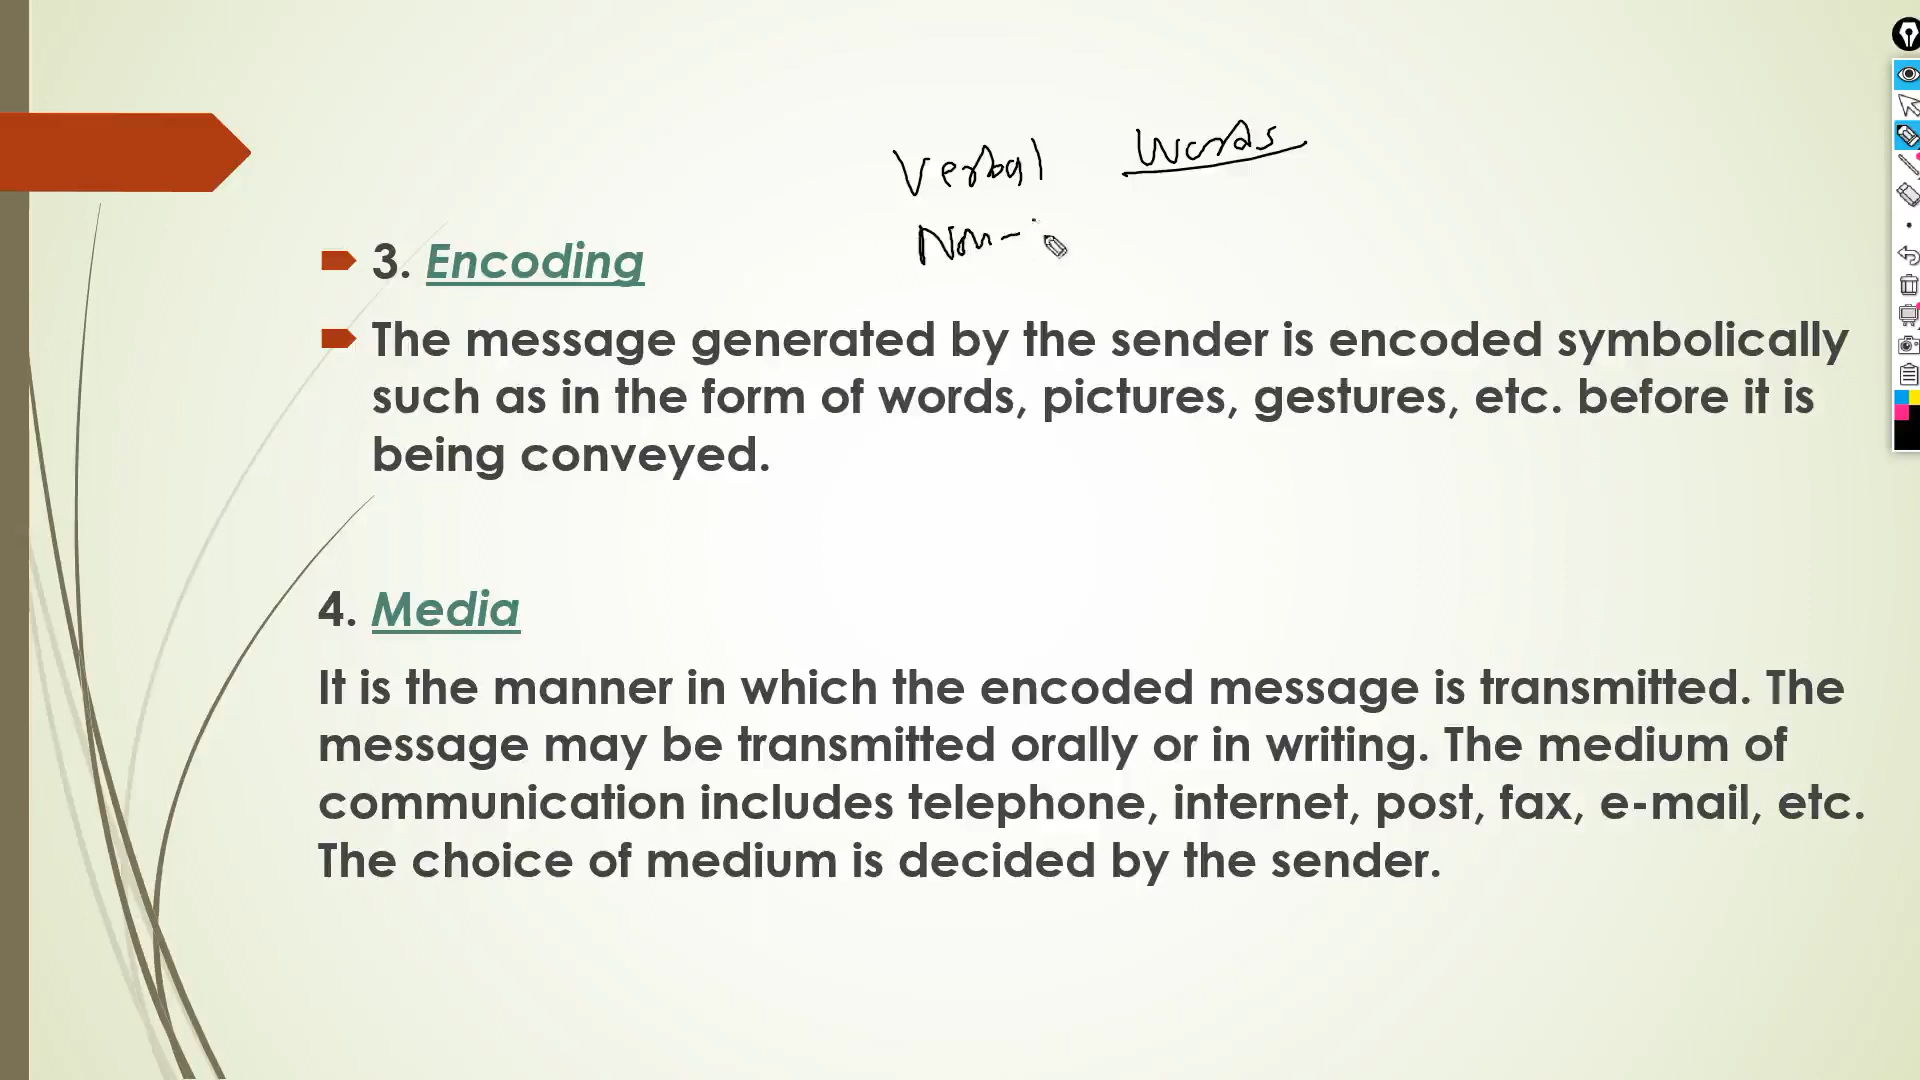 Verbal Words
Non-
3. Encoding
The message generated by the sender is encoded symbolically
such as in the form of words, pictures, gestures, etc. before it is
being conveyed.
4. Media
It is the manner in which the encoded message is transmitted. The
message may be transmitted orally or in writing. The medium of
communication includes telephone, internet, post, fax, e-mail, etc.
The choice of medium is decided by the sender.